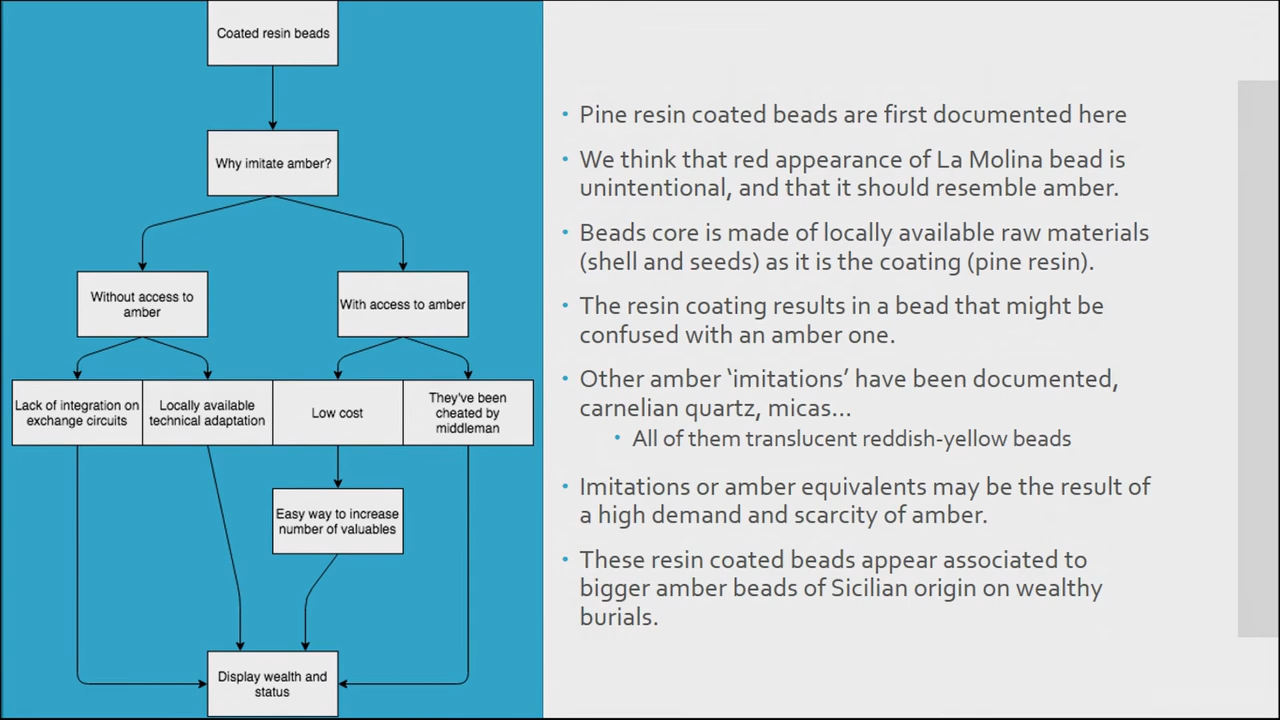 Coated resin beads
Why imitate amber?
Without access to
amber
With access to amber
Lack of integration on
exchange circuits
Locally available
technical adaptation
Low cost
They've been
cheated by
middleman
Easy way to increase
number of valuables
Display wealth and
status
• Pine resin coated beads are first documented here
• We think that red appearance of La Molina bead is
unintentional, and that it should resemble amber.
• Beads core is made of locally available raw materials
(shell and seeds) as it is the coating (pine resin).
• The resin coating results in a bead that might be
confused with an amber one.
• Other amber ‘imitations’ have been documented,
carnelian quartz, micas...
• All of them translucent reddish-yellow beads
• Imitations or amber equivalents may be the result of
a high demand and scarcity of amber.
• These resin coated beads appear associated to
bigger amber beads of Sicilian origin on wealthy
burials.